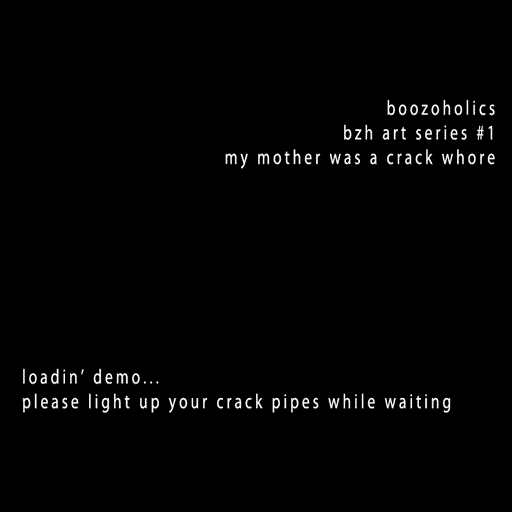 boozoholics
bzh art series #1
my mother was a crack whore
loadin' demo...
please light up your crack pipes while waiting